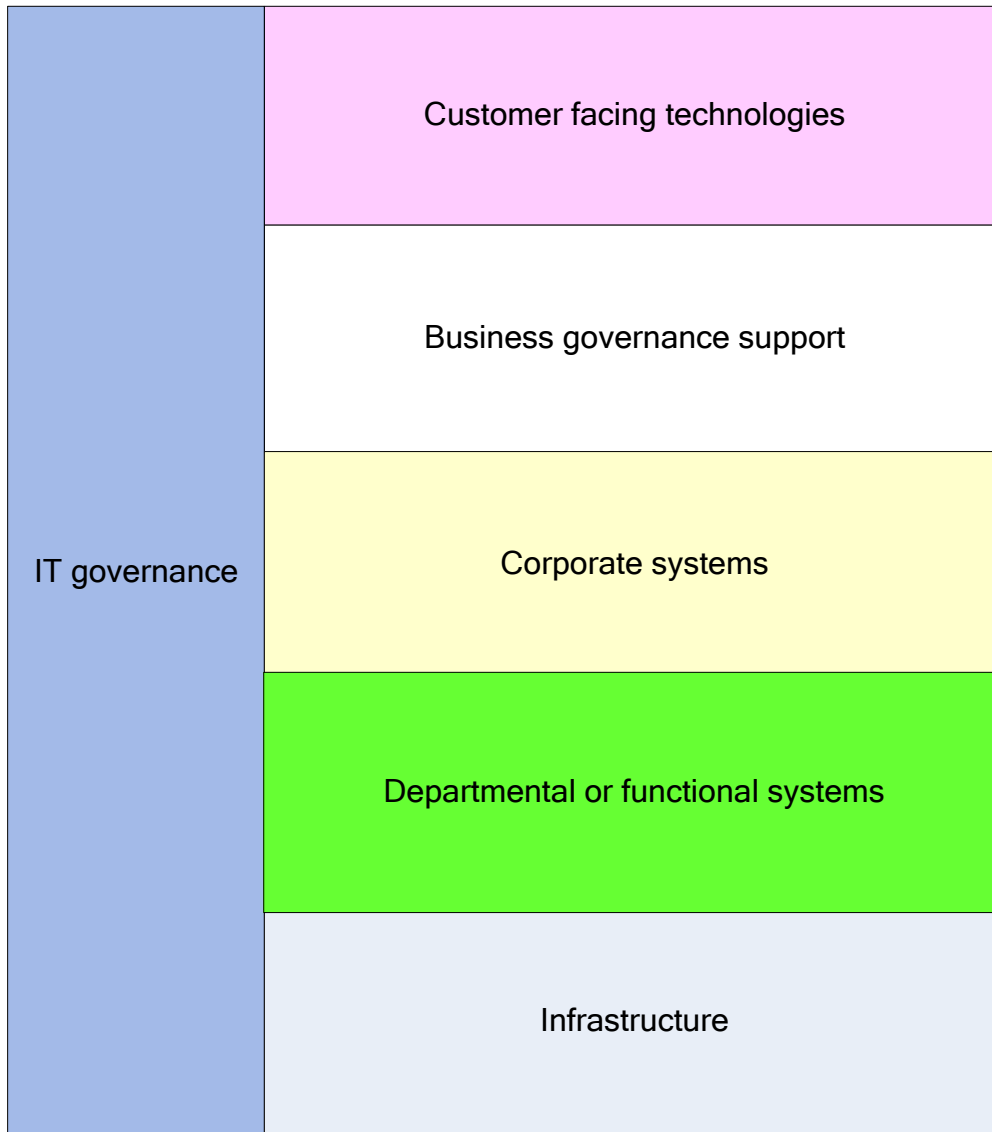 Customer facing technologies
Business governance support
IT governance
Corporate systems
Departmental or functional systems
Infrastructure